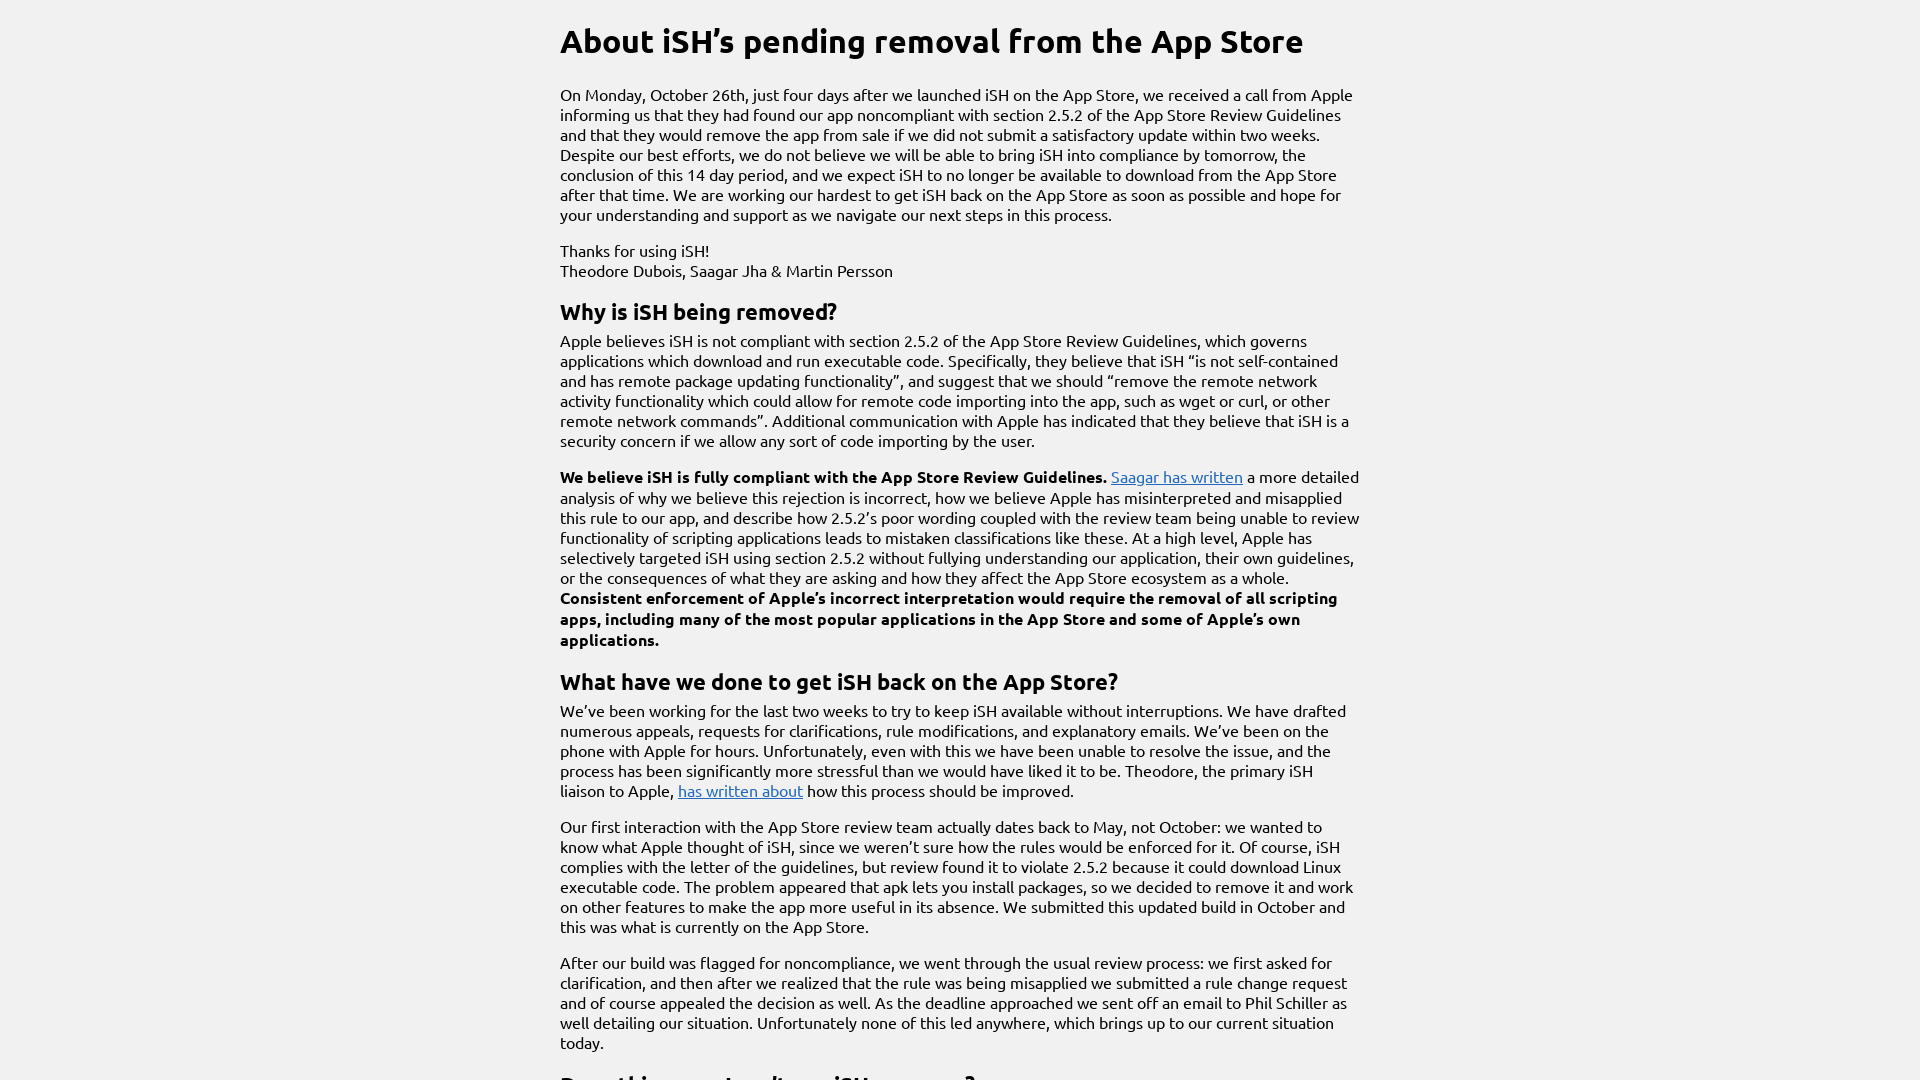 About iSH’s pending removal from the App Store
On Monday, October 26th, just four days after we launched iSH on the App Store, we received a call from Apple
informing us that they had found our app noncompliant with section 2.5.2 of the App Store Review Guidelines
and that they would remove the app from sale if we did not submit a satisfactory update within two weeks.
Despite our best efforts, we do not believe we will be able to bring iSH into compliance by tomorrow, the
conclusion of this 14 day period, and we expect iSH to no longer be available to download from the App Store
after that time. We are working our hardest to get iSH back on the App Store as soon as possible and hope for
your understanding and support as we navigate our next steps in this process.
Thanks for using iSH!
Theodore Dubois, Saagar Jha & Martin Persson
Why is iSH being removed?
Apple believes iSH is not compliant with section 2.5.2 of the App Store Review Guidelines, which governs
applications which download and run executable code. Specifically, they believe that iSH “is not self-contained
and has remote package updating functionality”, and suggest that we should “remove the remote network
activity functionality which could allow for remote code importing into the app, such as wget or curl, or other
remote network commands”. Additional communication with Apple has indicated that they believe that iSH is a
security concern if we allow any sort of code importing by the user.
We believe iSH is fully compliant with the App Store Review Guidelines. Saagar has written a more detailed
analysis of why we believe this rejection is incorrect, how we believe Apple has misinterpreted and misapplied
this rule to our app, and describe how 2.5.2’s poor wording coupled with the review team being unable to review
functionality of scripting applications leads to mistaken classifications like these. At a high level, Apple has
selectively targeted iSH using section 2.5.2 without fullying understanding our application, their own guidelines,
or the consequences of what they are asking and how they affect the App Store ecosystem as a whole.
Consistent enforcement of Apple’s incorrect interpretation would require the removal of all scripting
apps, including many of the most popular applications in the App Store and some of Apple’s own
applications.
What have we done to get iSH back on the App Store?
We’ve been working for the last two weeks to try to keep iSH available without interruptions. We have drafted
numerous appeals, requests for clarifications, rule modifications, and explanatory emails. We’ve been on the
phone with Apple for hours. Unfortunately, even with this we have been unable to resolve the issue, and the
process has been significantly more stressful than we would have liked it to be. Theodore, the primary iSH
liaison to Apple, has written about how this process should be improved.
Our first interaction with the App Store review team actually dates back to May, not October: we wanted to
know what Apple thought of iSH, since we weren’t sure how the rules would be enforced for it. Of course, iSH
complies with the letter of the guidelines, but review found it to violate 2.5.2 because it could download Linux
executable code. The problem appeared that apk lets you install packages, so we decided to remove it and work
on other features to make the app more useful in its absence. We submitted this updated build in October and
this was what is currently on the App Store.
After our build was flagged for noncompliance, we went through the usual review process: we first asked for
clarification, and then after we realized that the rule was being misapplied we submitted a rule change request
and of course appealed the decision as well. As the deadline approached we sent off an email to Phil Schiller as
well detailing our situation. Unfortunately none of this led anywhere, which brings up to our current situation
today.